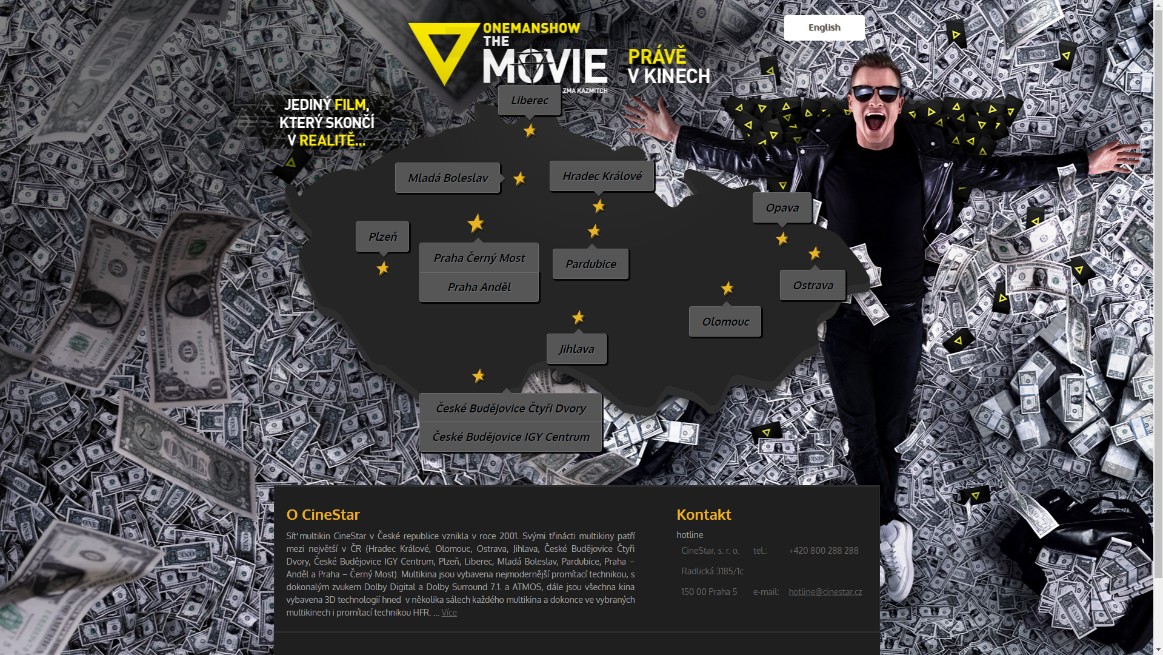 English
ONEMANSHOW
THE
MOVIE
ZMA KAZMITCH
PRÁVĚ
V KINECH
JEDINÝ FILM,
KTERÝ SKONČÍ
V REALITĚ...
Liberec
Mladá Boleslav
Hradec Králové
Opava
Plzeň
Praha Černý Most
Praha Anděl
Pardubice
Ostrava
Olomouc
Jihlava
České Budějovice Čtyři Dvory
České Budějovice IGY Centrum
O CineStar
Síť multikin CineStar v České republice vznikla v roce 2001. Svými třinácti multikiny patří
mezi největší v ČR (Hradec Králové, Olomouc, Ostrava, Jihlava, České Budějovice Čtyři
Dvory, České Budějovice IGY Centrum, Plzeň, Liberec, Mladá Boleslav, Pardubice, Praha –
Anděl a Praha – Černý Most). Multikina jsou vybavena nejmodernější promítací technikou, s
dokonalým zvukem Dolby Digital a Dolby Surround 7.1. a ATMOS, dále jsou všechna kina
vybavena 3D technologií hned v několika sálech každého multikina a dokonce ve vybraných
multikinech i promítací technikou HFR. ... Více
Kontakt
hotline
CineStar, s. r. o. tel.: +420 800 288 288
Radlická 3185/1c
150 00 Praha 5 e-mail: hotline@cinestar.cz